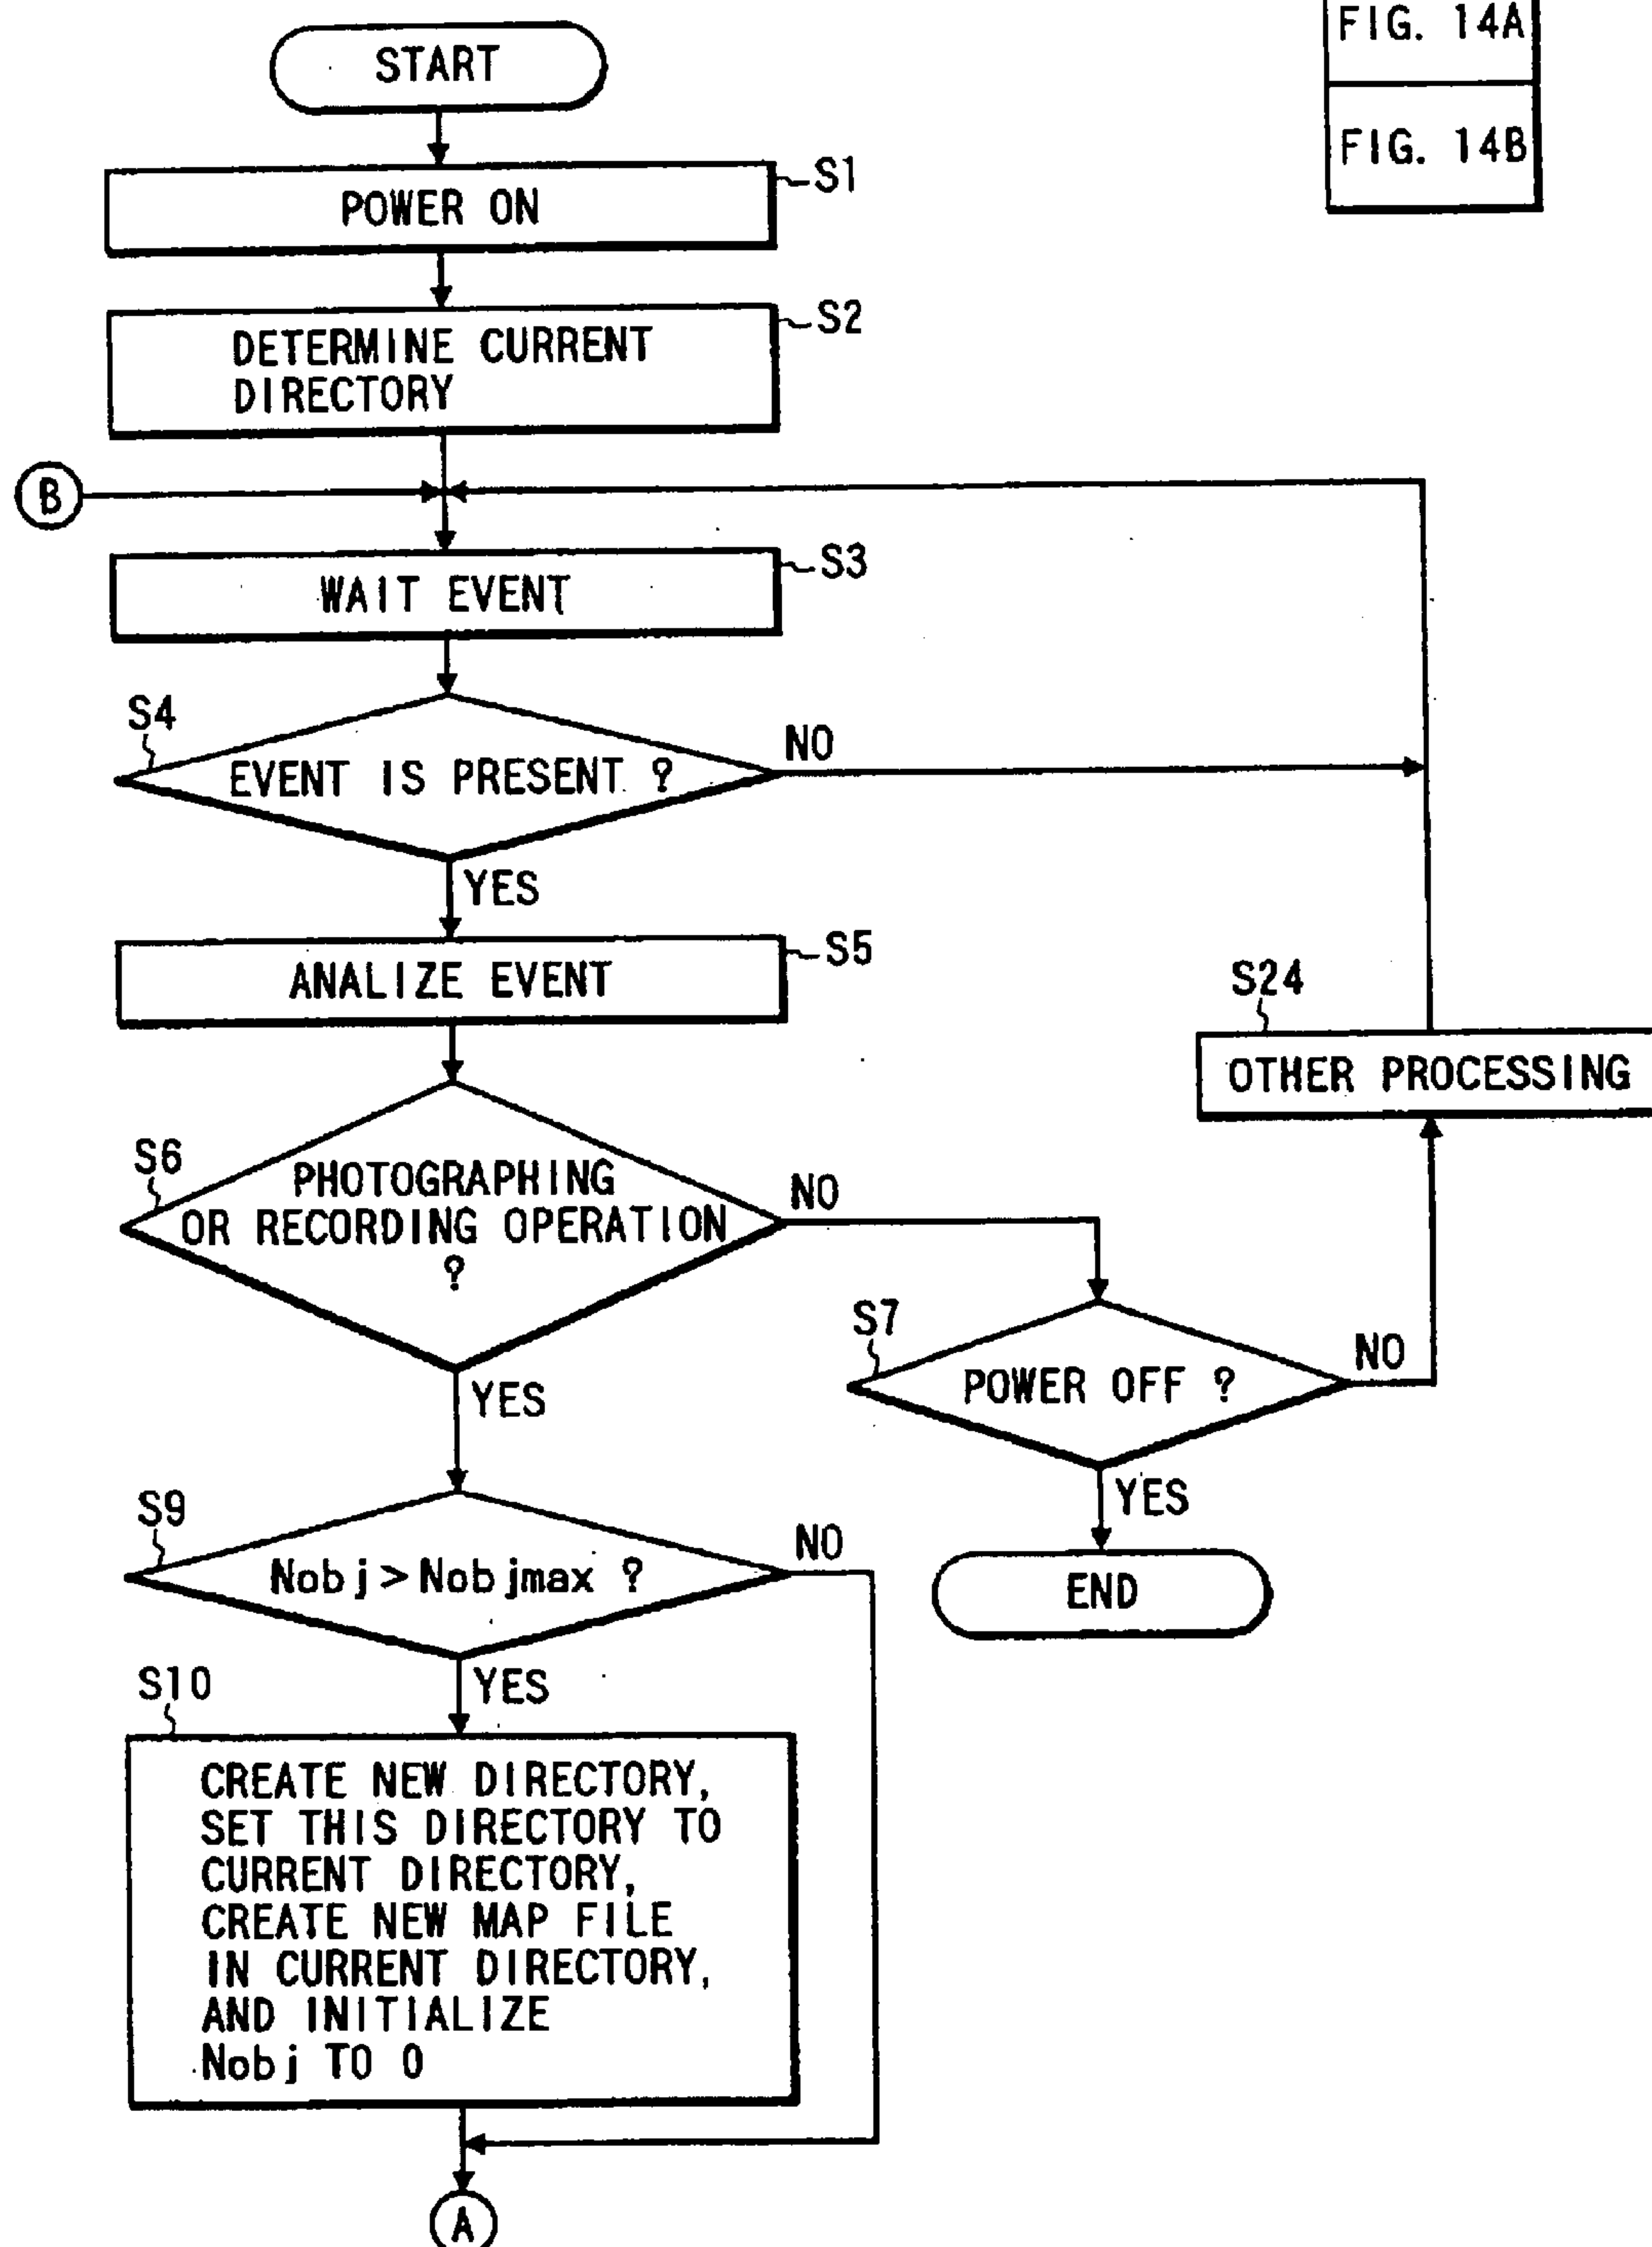 FIG. 14A
FIG. 14B
START
POWER ON
S1
DETERMINE CURRENT
DIRECTORY
S2
B
WAIT EVENT
S3
S4
EVENT IS PRESENT ?
NO
YES
ANALIZE EVENT
S5
S24
OTHER PROCESSING
S6
PHOTOGRAPHING
OR RECORDING OPERATION
?
NO
YES
S7
POWER OFF ?
NO
YES
END
S9
Nobj>Nobjmax ?
NO
YES
S10
CREATE NEW DIRECTORY,
SET THIS DIRECTORY TO
CURRENT DIRECTORY,
CREATE NEW MAP FILE
IN CURRENT DIRECTORY,
AND INITIALIZE
Nobj TO 0
A